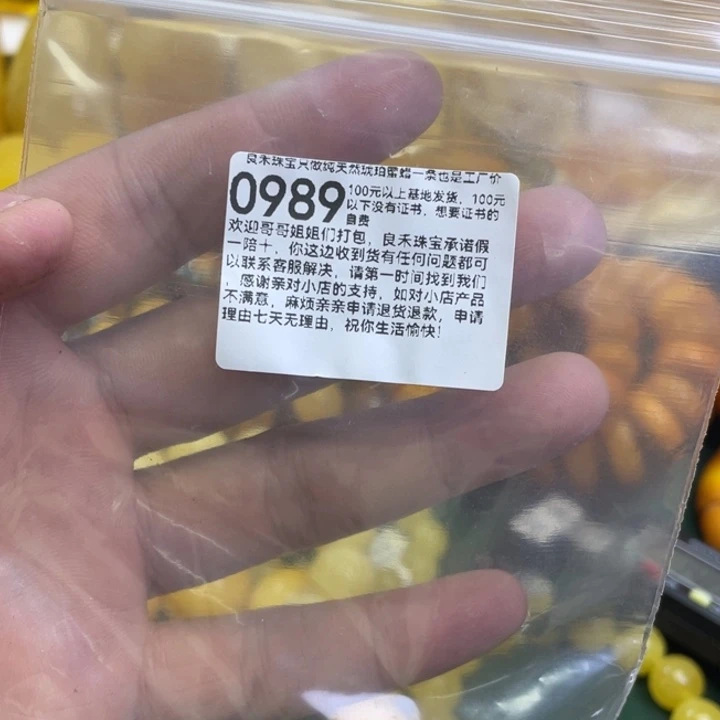 良禾珠宝只做纯天然琥珀蜜蜡一条也是工厂价
0989
100元以上基地发货，100元
以下没有证书，想要证书的
自费
欢迎哥哥姐姐们打包，良禾珠宝承诺假
一陪十，你这边收到货有任何问题都可
以联系客服解决，请第一时间找到我们
，感谢亲对小店的支持，如对小店产品
不满意，麻烦亲亲申请退货退款，申请
理由七天无理由，祝你生活愉快！